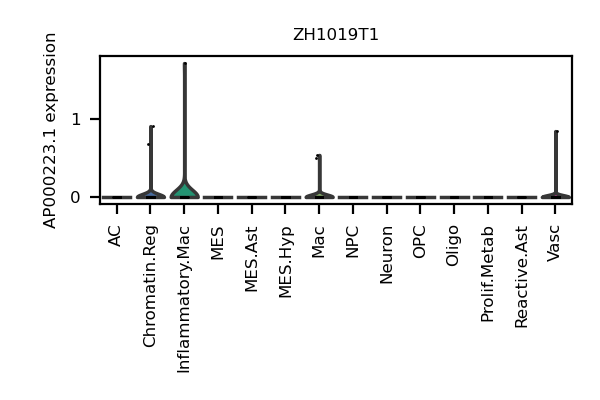 ZH1019T1
AP000223.1 expression
1
0
AC
Chromatin.Reg
Inflammatory.Mac
MES
MES.Ast
MES.Hyp
Mac
NPC
Neuron
OPC
Oligo
Prolif.Metab
Reactive.Ast
Vasc